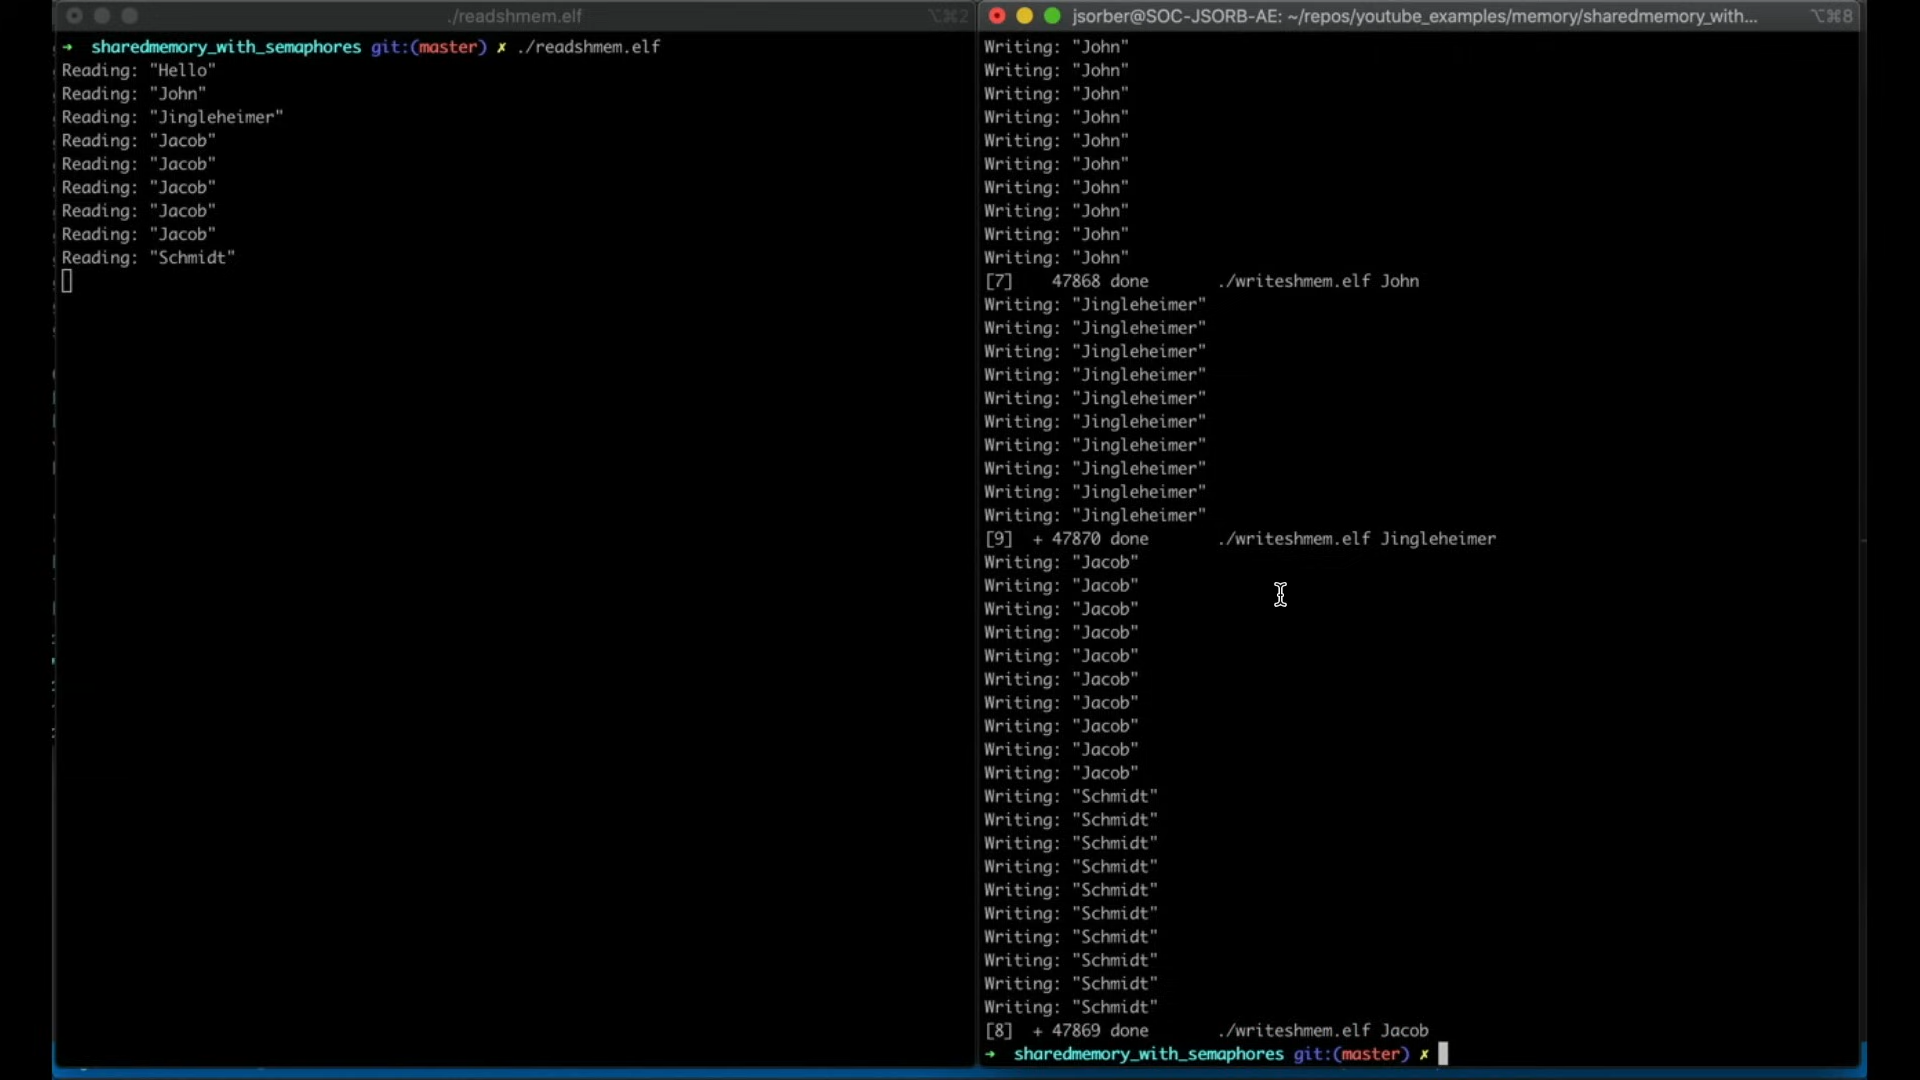 ./readshmem.elf
⌥⌘2
→ sharedmemory_with_semaphores git:(master) ✗ ./readshmem.elf
Reading: "Hello"
Reading: "John"
Reading: "Jingleheimer"
Reading: "Jacob"
Reading: "Jacob"
Reading: "Jacob"
Reading: "Jacob"
Reading: "Jacob"
Reading: "Schmidt"
jsorber@SOC-JSORB-AE: ~/repos/youtube_examples/memory/sharedmemory_with...
⌥⌘8
Writing: "John"
Writing: "John"
Writing: "John"
Writing: "John"
Writing: "John"
Writing: "John"
Writing: "John"
Writing: "John"
Writing: "John"
Writing: "John"
[7] 47868 done ./writeshmem.elf John
Writing: "Jingleheimer"
Writing: "Jingleheimer"
Writing: "Jingleheimer"
Writing: "Jingleheimer"
Writing: "Jingleheimer"
Writing: "Jingleheimer"
Writing: "Jingleheimer"
Writing: "Jingleheimer"
Writing: "Jingleheimer"
Writing: "Jingleheimer"
[9] + 47870 done ./writeshmem.elf Jingleheimer
Writing: "Jacob"
Writing: "Jacob"
Writing: "Jacob"
Writing: "Jacob"
Writing: "Jacob"
Writing: "Jacob"
Writing: "Jacob"
Writing: "Jacob"
Writing: "Jacob"
Writing: "Jacob"
Writing: "Schmidt"
Writing: "Schmidt"
Writing: "Schmidt"
Writing: "Schmidt"
Writing: "Schmidt"
Writing: "Schmidt"
Writing: "Schmidt"
Writing: "Schmidt"
Writing: "Schmidt"
Writing: "Schmidt"
[8] + 47869 done ./writeshmem.elf Jacob
→ sharedmemory_with_semaphores git:(master) ✗